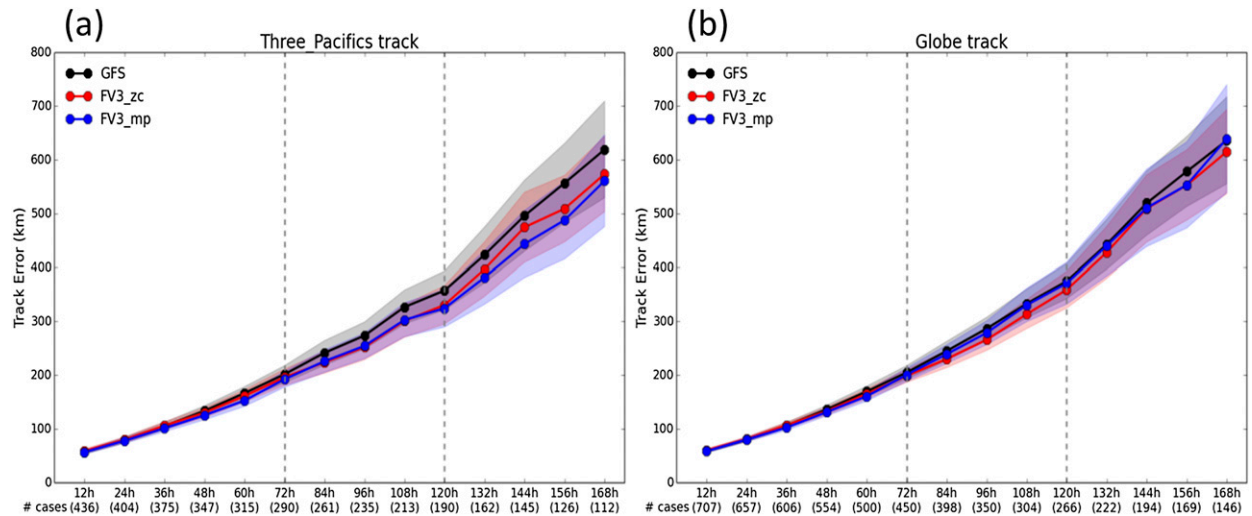 (a)
Three_Pacifics track
800
700
600
500
400
300
200
100
0
Track Error (km)
GFS
FV3_zc
FV3_mp
12h 24h 36h 48h 60h 72h 84h 96h 108h 120h 132h 144h 156h 168h
# cases (436) (404) (375) (347) (315) (290) (261) (235) (213) (190) (162) (145) (126) (112)
(b)
Globe track
800
700
600
500
400
300
200
100
0
Track Error (km)
GFS
FV3_zc
FV3_mp
12h 24h 36h 48h 60h 72h 84h 96h 108h 120h 132h 144h 156h 168h
# cases (707) (657) (606) (554) (500) (450) (398) (350) (304) (266) (222) (194) (169) (146)